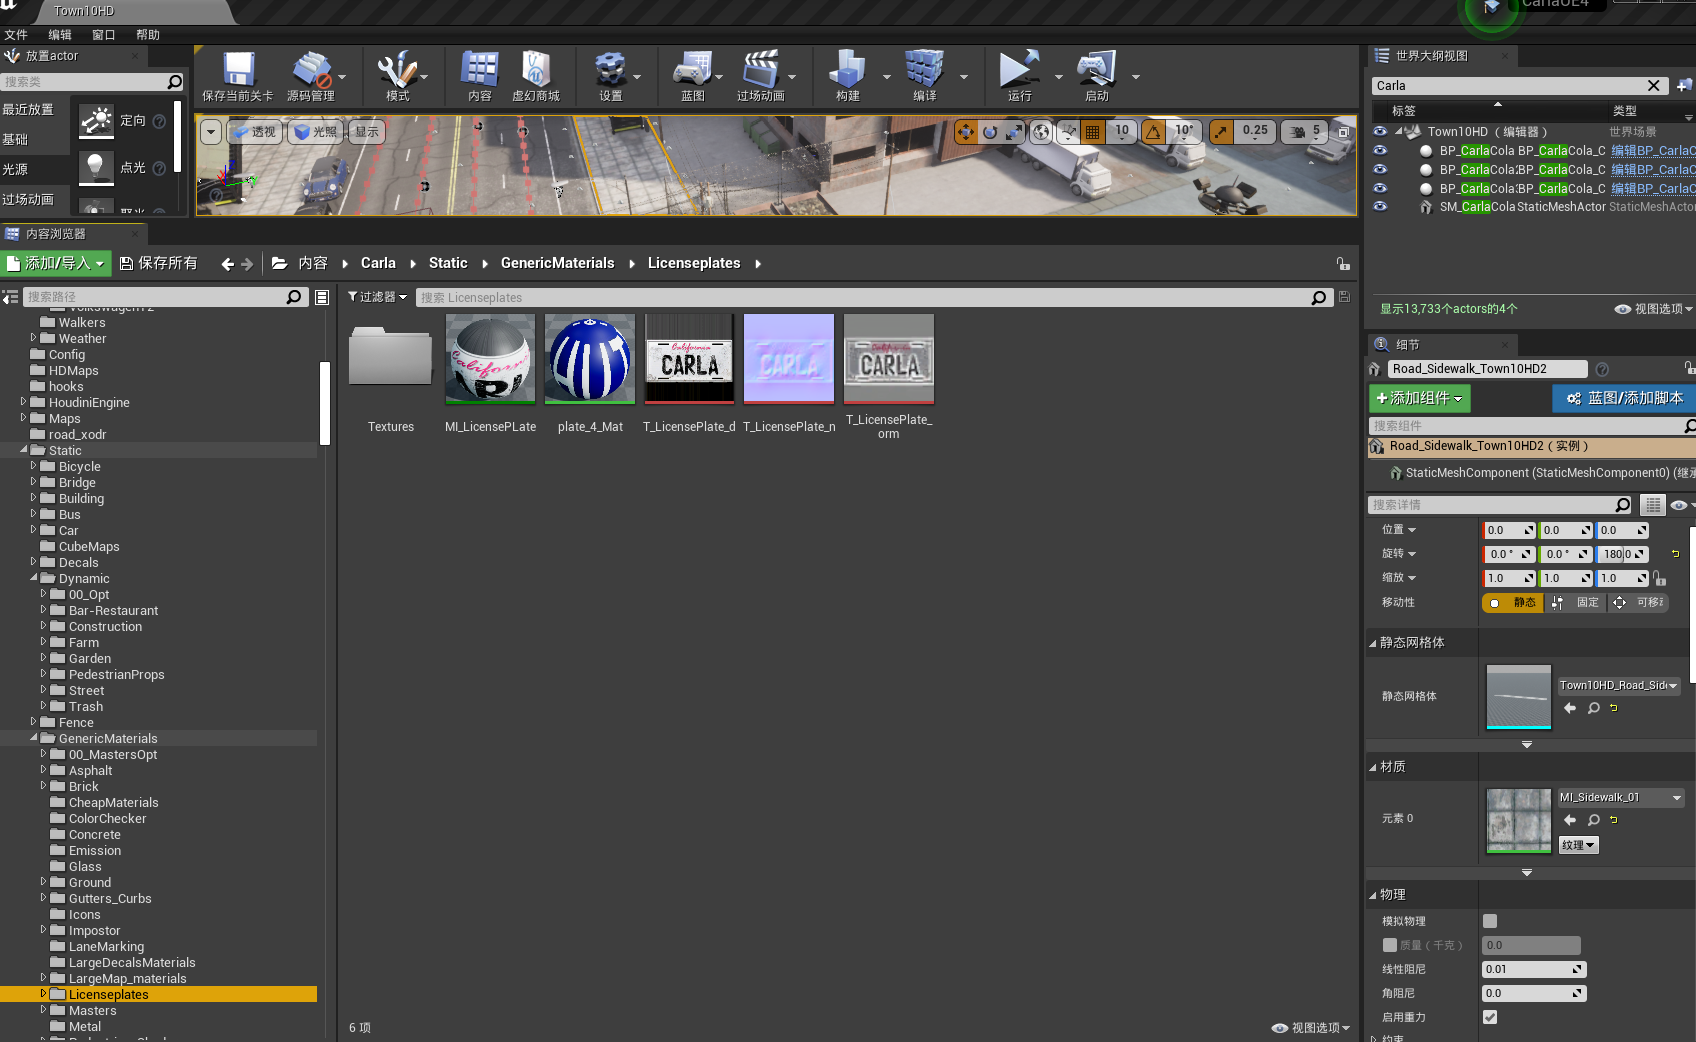 Town10HD
CarlaUE4
文件 编辑 窗口 帮助
放置actor
搜索类
最近放置
基础
光源
过场动画
定向
点光
保存当前关卡
源码管理
模式
内容
虚幻商城
设置
蓝图
过场动画
构建
编译
运行
启动
透视
光照
显示
10
10°
0.25
5
世界大纲视图
Carla
标签 类型
Town10HD（编辑器） 世界场景
BP_CarlaCola BP_CarlaCola_C 编辑BP_CarlaC
BP_CarlaCola BP_CarlaCola_C 编辑BP_CarlaC
BP_CarlaCola BP_CarlaCola_C 编辑BP_CarlaC
SM_CarlaCola StaticMeshActor StaticMeshActor
显示13,733个actors的4个
视图选项
内容浏览器
添加/导入
保存所有
内容 Carla Static GenericMaterials Licenseplates
搜索路径
过滤器
搜索 Licenseplates
Walkers
Weather
Config
HDMaps
hooks
HoudiniEngine
Maps
road_xodr
Static
Bicycle
Bridge
Building
Bus
Car
CubeMaps
Decals
Dynamic
00_Opt
Bar-Restaurant
Construction
Farm
Garden
PedestrianProps
Street
Trash
Fence
GenericMaterials
00_MastersOpt
Asphalt
Brick
CheapMaterials
ColorChecker
Concrete
Emission
Glass
Ground
Gutters_Curbs
Icons
Impostor
LaneMarking
LargeDecalsMaterials
LargeMap_materials
Licenseplates
Masters
Metal
California
CARLA
CARLA
CARLA
Textures
MI_LicensePLate
plate_4_Mat
T_LicensePlate_d
T_LicensePlate_n
T_LicensePlate_
orm
6 项
视图选项
细节
Road_Sidewalk_Town10HD2
添加组件
蓝图/添加脚本
搜索组件
Road_Sidewalk_Town10HD2（实例）
StaticMeshComponent (StaticMeshComponent0) (继承
搜索详情
位置 0.0 0.0 0.0
旋转 0.0 ° 0.0 ° 180.0
缩放 1.0 1.0 1.0
移动性 静态 固定 可移动
静态网格体
静态网格体
Town10HD_Road_Side
材质
元素 0
MI_Sidewalk_01
纹理
物理
模拟物理
质量（千克） 0.0
线性阻尼 0.01
角阻尼 0.0
启用重力
约束